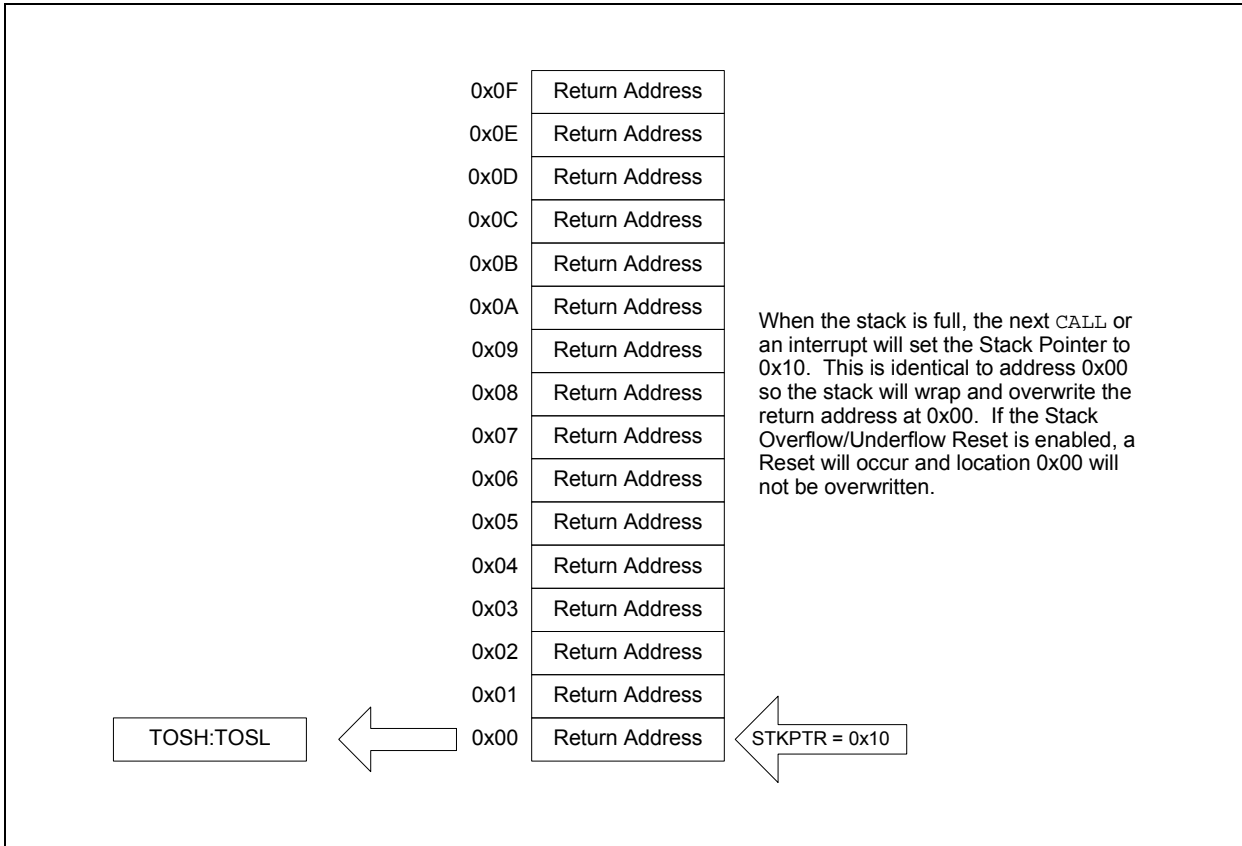 0x0F Return Address
0x0E Return Address
0x0D Return Address
0x0C Return Address
0x0B Return Address
0x0A Return Address
0x09 Return Address
0x08 Return Address
0x07 Return Address
0x06 Return Address
0x05 Return Address
0x04 Return Address
0x03 Return Address
0x02 Return Address
0x01 Return Address
TOSH:TOSL 0x00 Return Address STKPTR = 0x10
When the stack is full, the next CALL or
an interrupt will set the Stack Pointer to
0x10. This is identical to address 0x00
so the stack will wrap and overwrite the
return address at 0x00. If the Stack
Overflow/Underflow Reset is enabled, a
Reset will occur and location 0x00 will
not be overwritten.